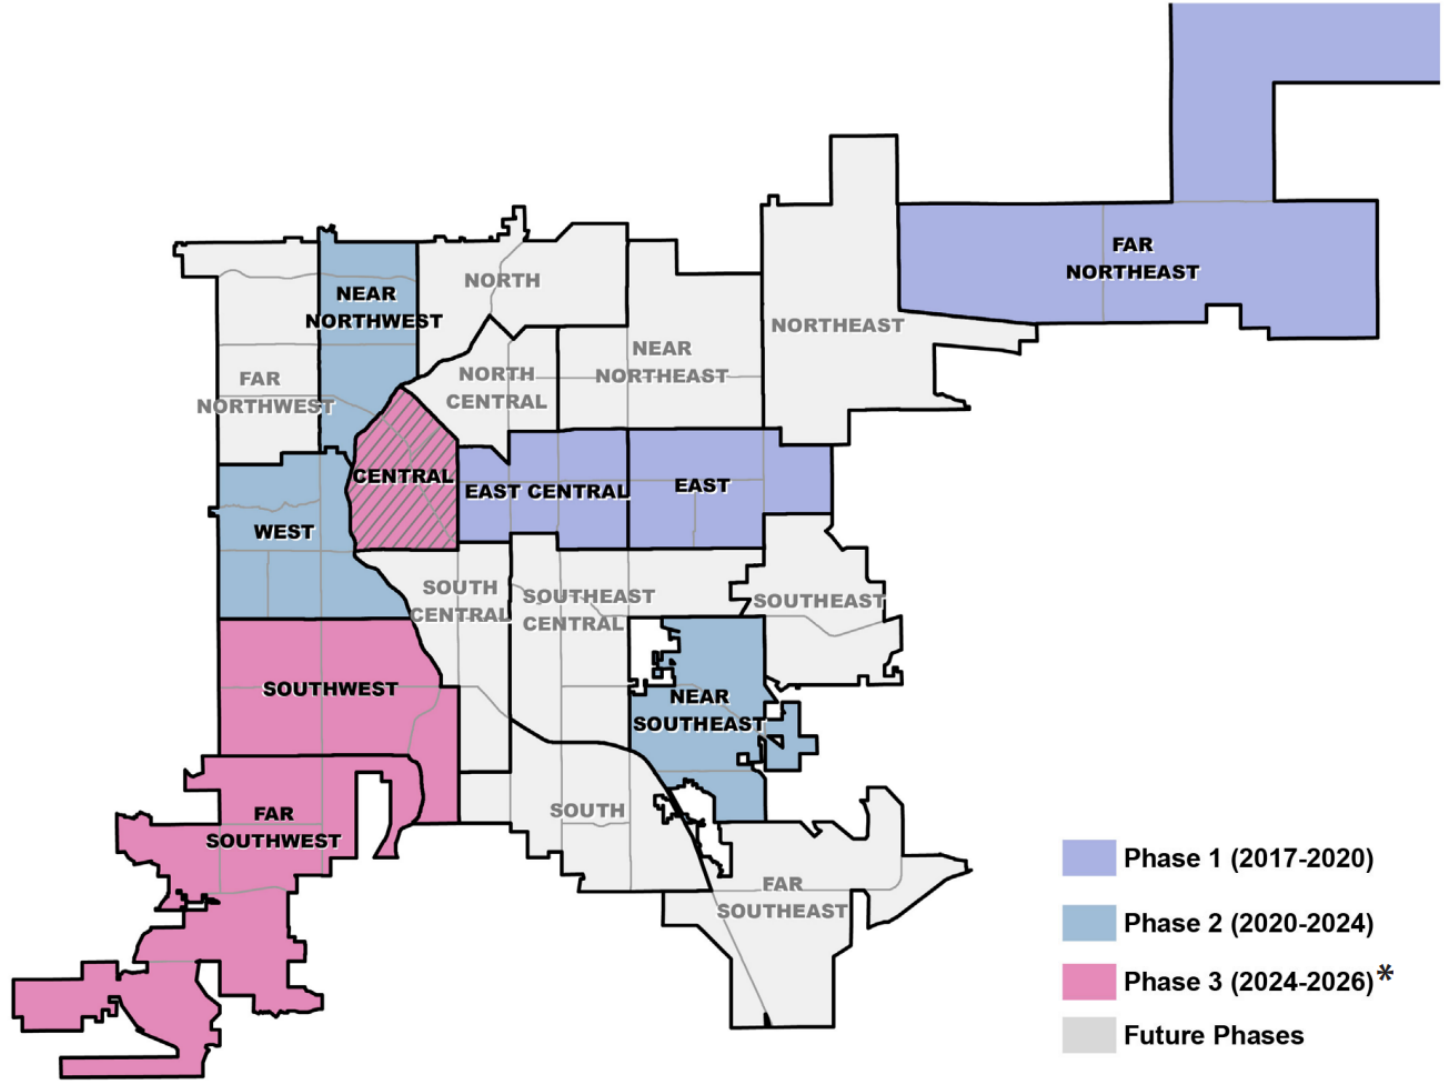 FAR
NORTHEAST
NORTH
NEAR
NORTHWEST
NORTHEAST
NEAR
NORTHEAST
FAR
NORTHWEST
NORTH
CENTRAL
CENTRAL
EAST CENTRAL
EAST
WEST
SOUTH
CENTRAL
SOUTHEAST
CENTRAL
SOUTHEAST
SOUTHWEST
NEAR
SOUTHEAST
FAR
SOUTHWEST
SOUTH
FAR
SOUTHEAST
Phase 1 (2017-2020)
Phase 2 (2020-2024)
Phase 3 (2024-2026)*
Future Phases